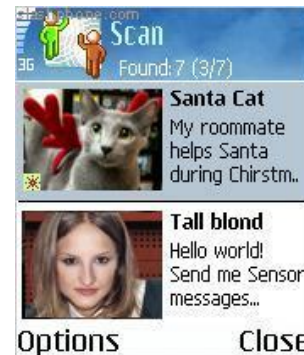 3G
Scan
Found: 7 (3/7)
Santa Cat
My roommate
helps Santa
during Chirstm..
Tall blond
Hello world!
Send me Sensor
messages...
Options
Close